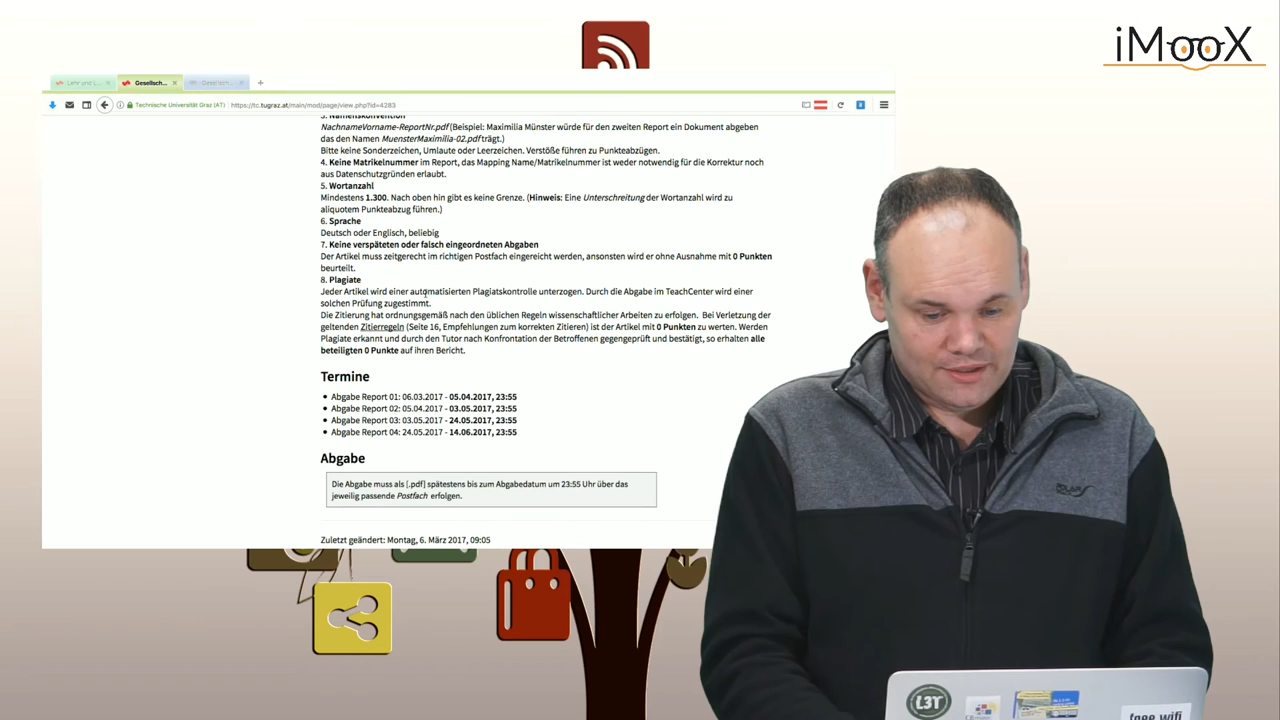 iMooX
Lehr und L...
Gesellsch...
Gesellsch...
Technische Universität Graz (AT)
https://tc.tugraz.at/main/mod/page/view.php?id=4283
3. Namenskonvention
NachnameVorname-ReportNr.pdf (Beispiel: Maximilia Münster würde für den zweiten Report ein Dokument abgeben
das den Namen MuensterMaximilia-02.pdf trägt.)
Bitte keine Sonderzeichen, Umlaute oder Leerzeichen. Verstöße führen zu Punkteabzügen.
4. Keine Matrikelnummer im Report, das Mapping Name/Matrikelnummer ist weder notwendig für die Korrektur noch
aus Datenschutzgründen erlaubt.
5. Wortanzahl
Mindestens 1.300. Nach oben hin gibt es keine Grenze. (Hinweis: Eine Unterschreitung der Wortanzahl wird zu
aliquotem Punkteabzug führen.)
6. Sprache
Deutsch oder Englisch, beliebig
7. Keine verspäteten oder falsch eingeordneten Abgaben
Der Artikel muss zeitgerecht im richtigen Postfach eingereicht werden, ansonsten wird er ohne Ausnahme mit 0 Punkten
beurteilt.
8. Plagiate
Jeder Artikel wird einer automatisierten Plagiatskontrolle unterzogen. Durch die Abgabe im TeachCenter wird einer
solchen Prüfung zugestimmt.
Die Zitierung hat ordnungsgemäß nach den üblichen Regeln wissenschaftlicher Arbeiten zu erfolgen. Bei Verletzung der
geltenden Zitierregeln (Seite 16, Empfehlungen zum korrekten Zitieren) ist der Artikel mit 0 Punkten zu werten. Werden
Plagiate erkannt und durch den Tutor nach Konfrontation der Betroffenen gegengeprüft und bestätigt, so erhalten alle
beteiligten 0 Punkte auf ihren Bericht.
Termine
• Abgabe Report 01: 06.03.2017 - 05.04.2017, 23:55
• Abgabe Report 02: 05.04.2017 - 03.05.2017, 23:55
• Abgabe Report 03: 03.05.2017 - 24.05.2017, 23:55
• Abgabe Report 04: 24.05.2017 - 14.06.2017, 23:55
Abgabe
Die Abgabe muss als [.pdf] spätestens bis zum Abgabedatum um 23:55 Uhr über das
jeweilig passende Postfach erfolgen.
Zuletzt geändert: Montag, 6. März 2017, 09:05
L3T
free wifi